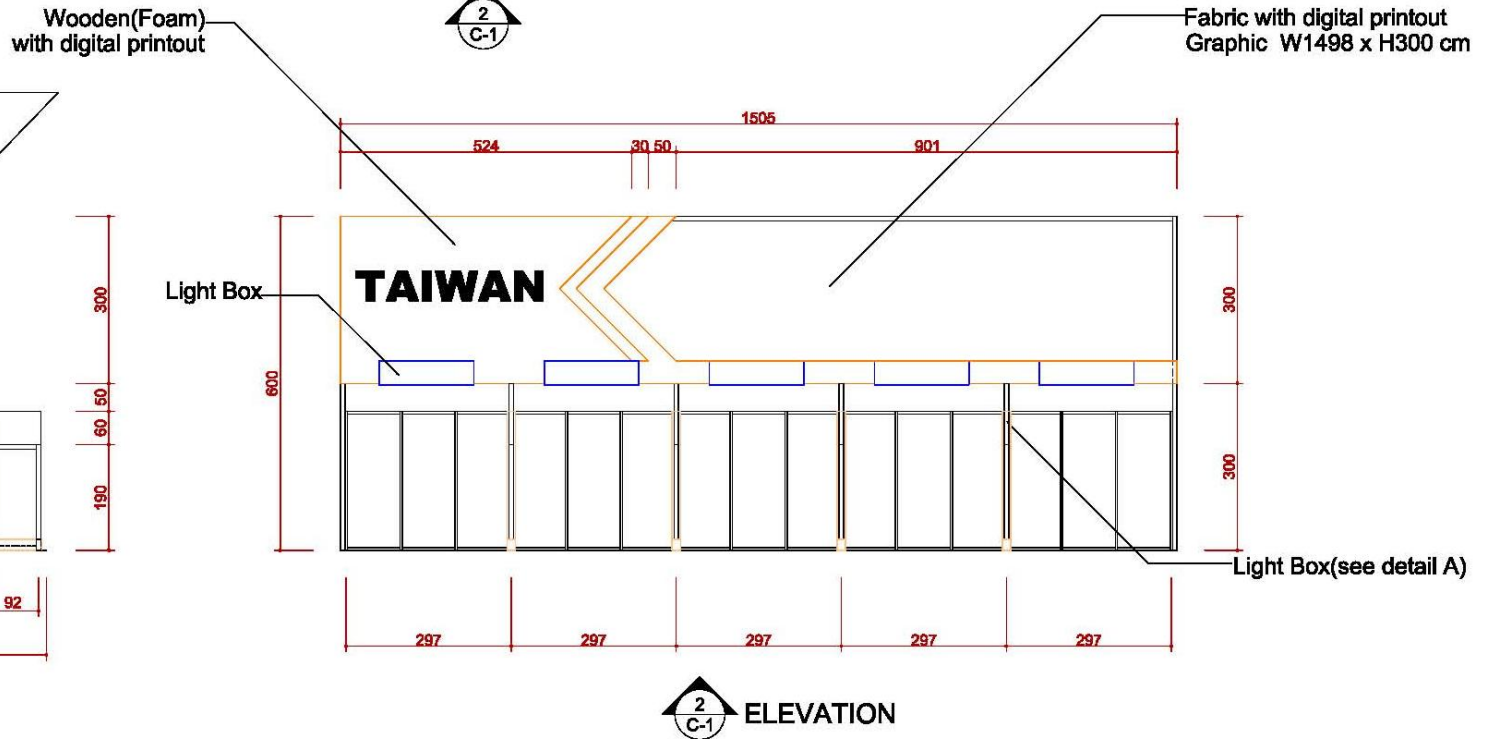 Wooden(Foam)
with digital printout
2
C-1
Fabric with digital printout
Graphic W1498 x H300 cm
1505
524
30
50
901
TAIWAN
Light Box
300
50
60
190
600
300
300
Light Box(see detail A)
92
297
297
297
297
297
2
C-1
ELEVATION